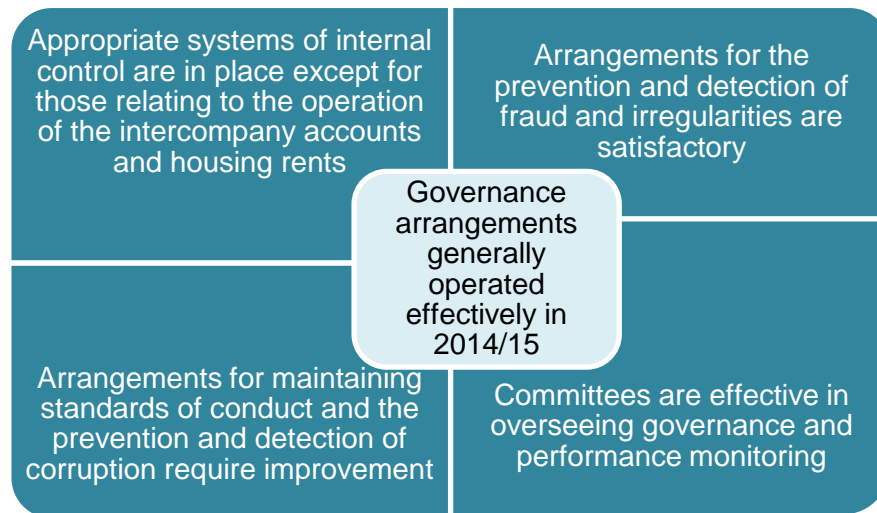 Appropriate systems of internal
control are in place except for
those relating to the operation
of the intercompany accounts
and housing rents
Arrangements for the
prevention and detection of
fraud and irregularities are
satisfactory
Governance
arrangements
generally
operated
effectively in
2014/15
Arrangements for maintaining
standards of conduct and the
prevention and detection of
corruption require improvement
Committees are effective in
overseeing governance and
performance monitoring